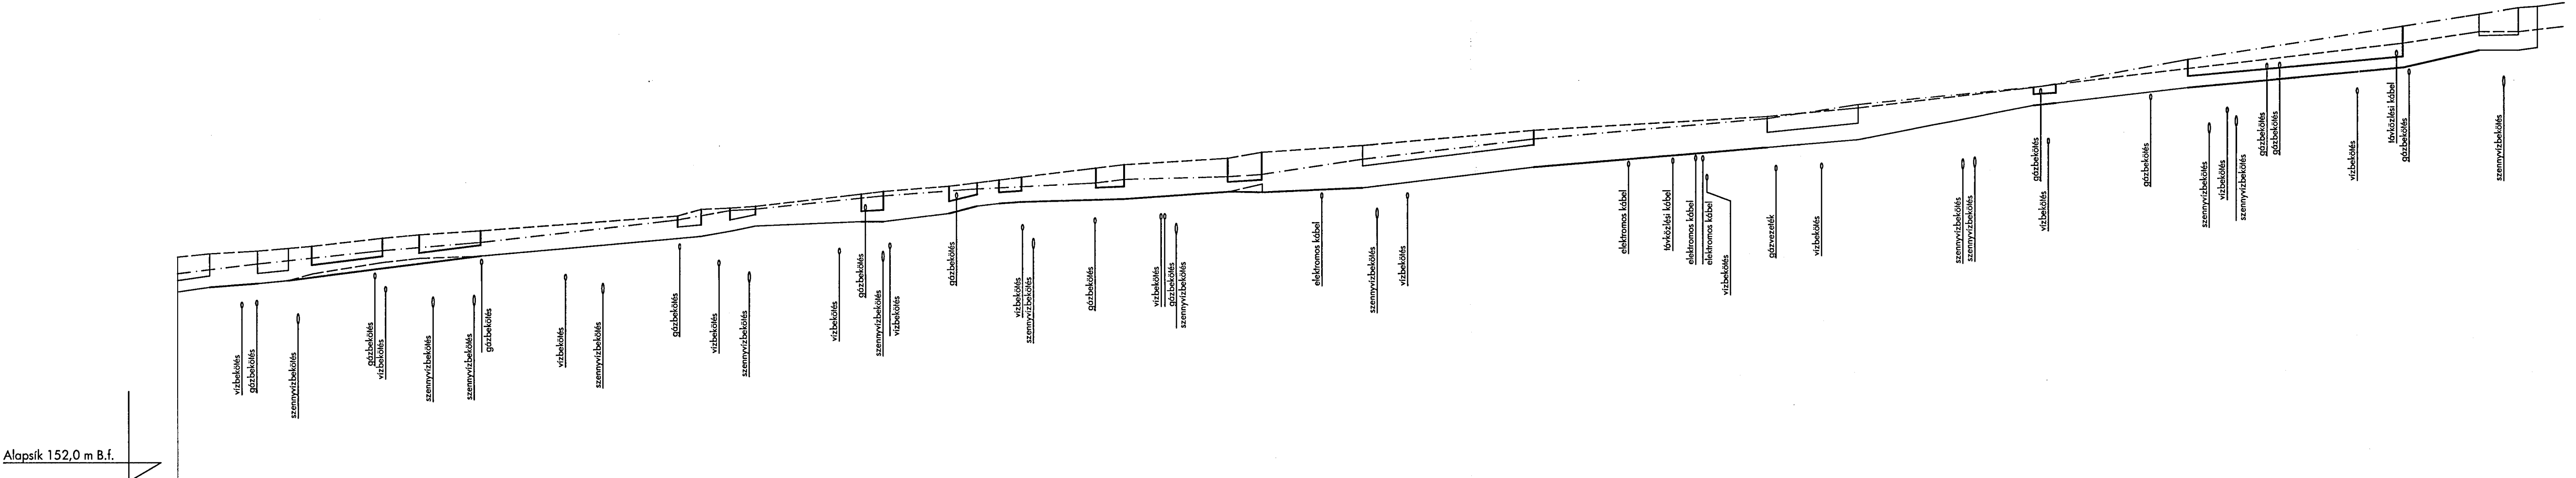 vízbekötés
gázbekötés
szennyvízbekötés
gázbekötés
vízbekötés
szennyvízbekötés
szennyvízbekötés
gázbekötés
vízbekötés
szennyvízbekötés
gázbekötés
vízbekötés
szennyvízbekötés
vízbekötés
gázbekötés
szennyvízbekötés
vízbekötés
gázbekötés
vízbekötés
szennyvízbekötés
gázbekötés
vízbekötés
gázbekötés
szennyvízbekötés
elektromos kábel
szennyvízbekötés
vízbekötés
elektromos kábel
távközlési kábel
elektromos kábel
elektromos kábel
vízbekötés
gázvezeték
vízbekötés
szennyvízbekötés
szennyvízbekötés
gázbekötés
vízbekötés
gázbekötés
szennyvízbekötés
vízbekötés
szennyvízbekötés
gázbekötés
gázbekötés
vízbekötés
távközlési kábel
gázbekötés
szennyvízbekötés
Alapsík 152,0 m B.f.